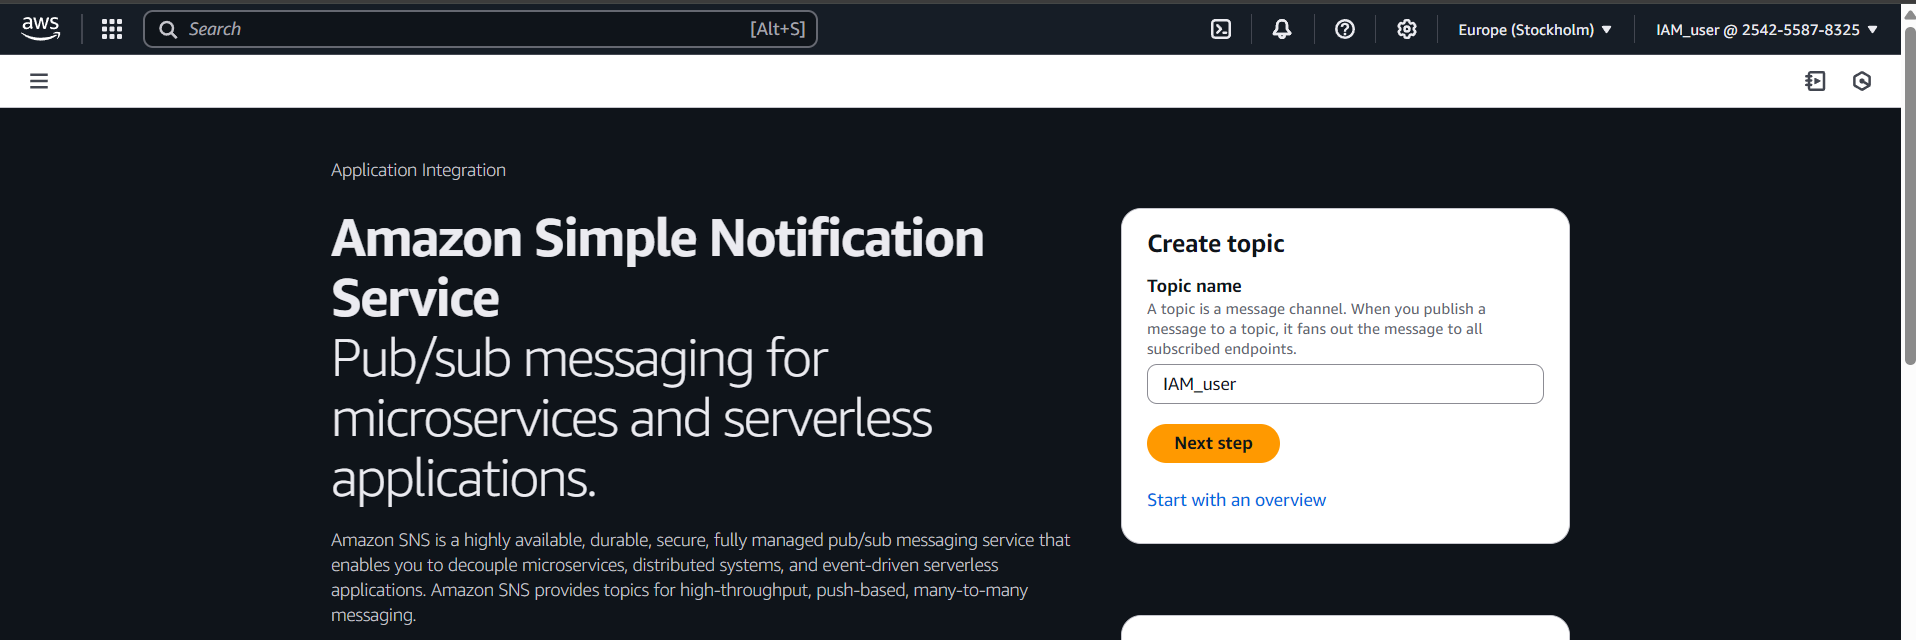 aws
Search
[Alt+S]
Europe (Stockholm)
IAM_user @ 2542-5587-8325
Application Integration
Amazon Simple Notification
Service
Pub/sub messaging for
microservices and serverless
applications.
Amazon SNS is a highly available, durable, secure, fully managed pub/sub messaging service that
enables you to decouple microservices, distributed systems, and event-driven serverless
applications. Amazon SNS provides topics for high-throughput, push-based, many-to-many
messaging.
Create topic
Topic name
A topic is a message channel. When you publish a
message to a topic, it fans out the message to all
subscribed endpoints.
IAM_user
Next step
Start with an overview